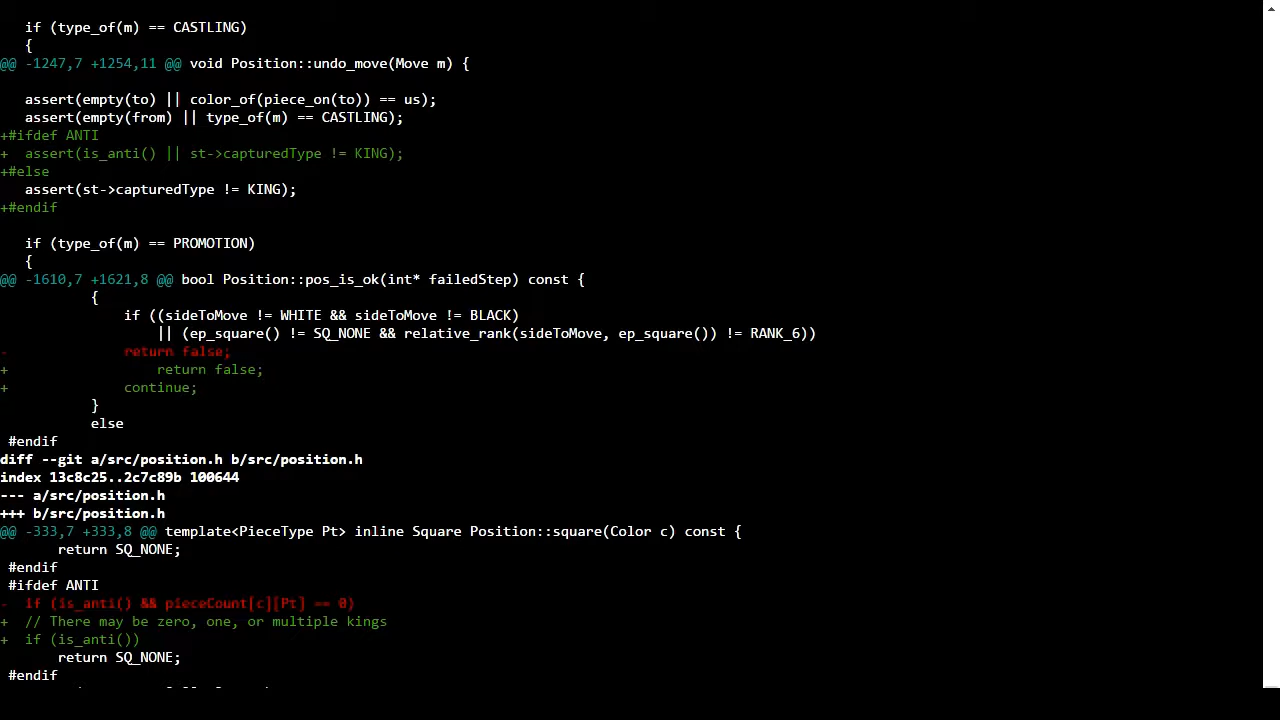 if (type_of(m) == CASTLING)
{
@@ -1247,7 +1254,11 @@ void Position::undo_move(Move m) {
assert(empty(to) || color_of(piece_on(to)) == us);
assert(empty(from) || type_of(m) == CASTLING);
+#ifdef ANTI
+  assert(is_anti() || st->capturedType != KING);
+#else
assert(st->capturedType != KING);
+#endif
if (type_of(m) == PROMOTION)
{
@@ -1610,7 +1621,8 @@ bool Position::pos_is_ok(int* failedStep) const {
{
if ((sideToMove != WHITE && sideToMove != BLACK)
|| (ep_square() != SQ_NONE && relative_rank(sideToMove, ep_square()) != RANK_6))
-              return false;
+                  return false;
+              continue;
}
else
#endif
diff --git a/src/position.h b/src/position.h
index 13c8c25..2c7c89b 100644
--- a/src/position.h
+++ b/src/position.h
@@ -333,7 +333,8 @@ template<PieceType Pt> inline Square Position::square(Color c) const {
return SQ_NONE;
#endif
#ifdef ANTI
-  if (is_anti() && pieceCount[c][Pt] == 0)
+  // There may be zero, one, or multiple kings
+  if (is_anti())
return SQ_NONE;
#endif